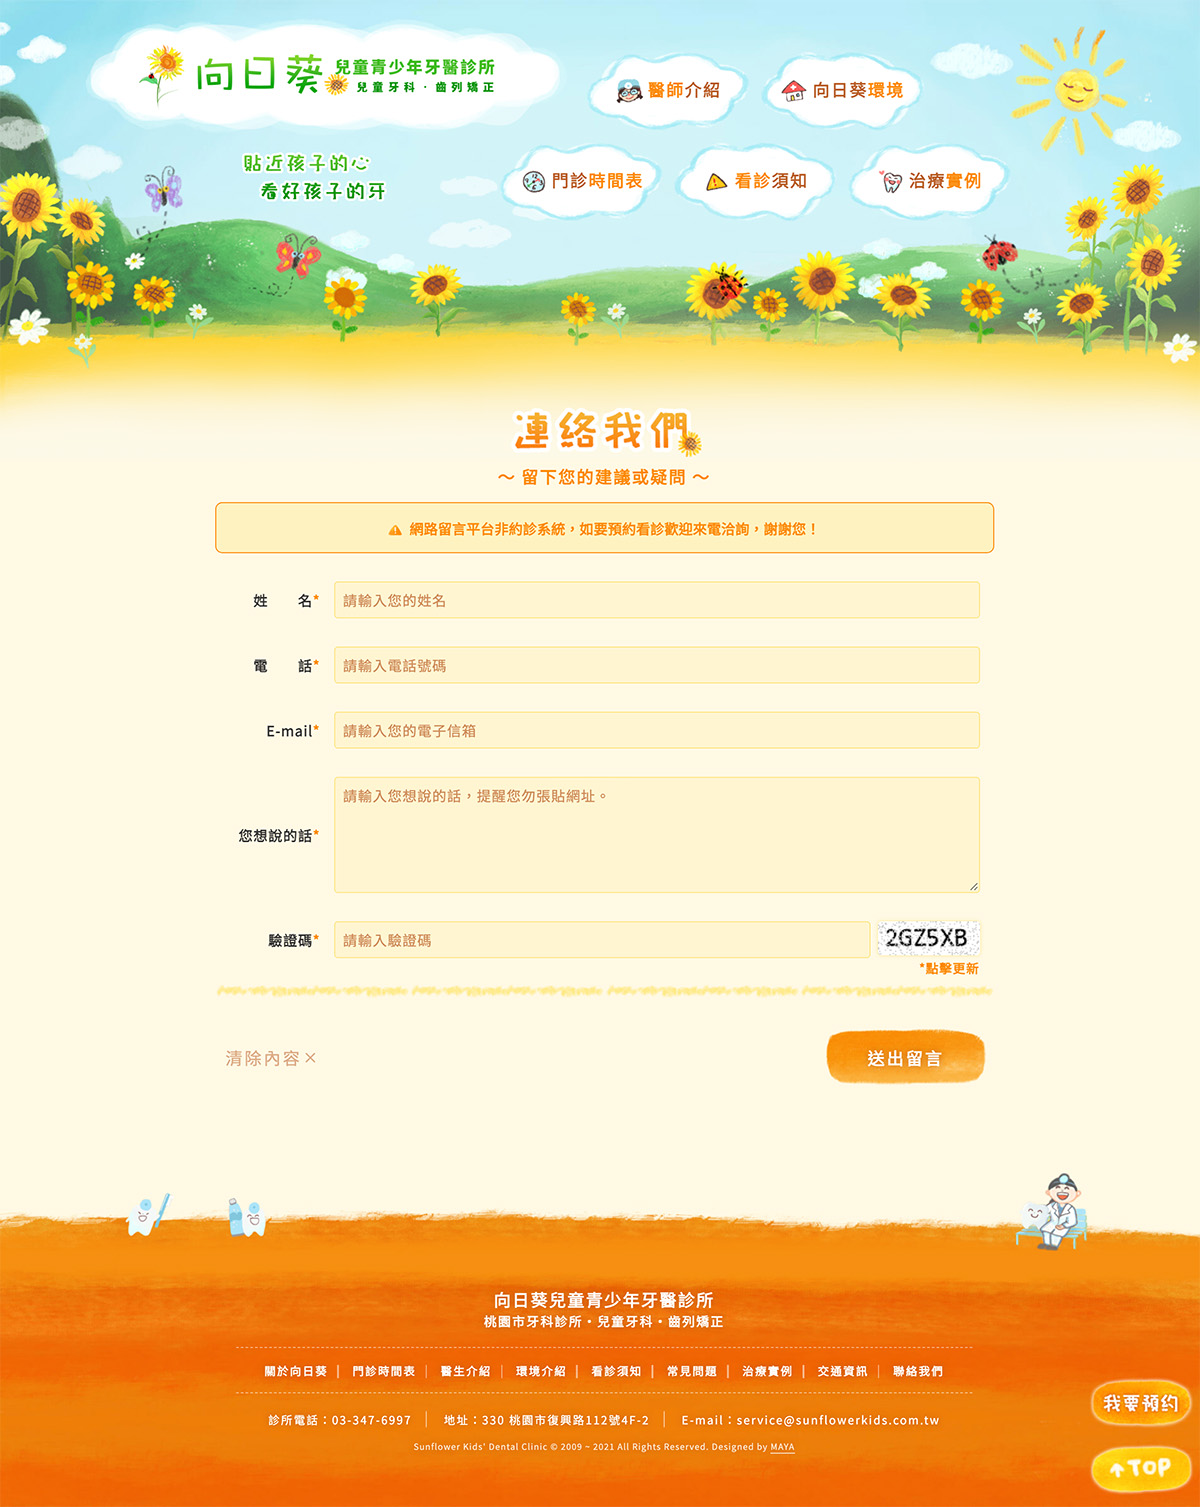 向日葵 兒童青少年牙醫診所
兒童牙科・齒列矯正
醫師介紹
向日葵環境
貼近孩子的心
看好孩子的牙
門診時間表
看診須知
治療實例
連絡我們
～ 留下您的建議或疑問 ～
網路留言平台非約診系統，如要預約看診歡迎來電洽詢，謝謝您！
姓 名*
請輸入您的姓名
電 話*
請輸入電話號碼
E-mail*
請輸入您的電子信箱
您想說的話*
請輸入您想說的話，提醒您勿張貼網址。
驗證碼*
請輸入驗證碼
2GZ5XB
*點擊更新
清除內容×
送出留言
向日葵兒童青少年牙醫診所
桃園市牙科診所・兒童牙科・齒列矯正
關於向日葵 | 門診時間表 | 醫生介紹 | 環境介紹 | 看診須知 | 常見問題 | 治療實例 | 交通資訊 | 聯絡我們
我要預約
診所電話：03-347-6997 | 地址：330 桃園市復興路112號4F-2 | E-mail：service@sunflowerkids.com.tw
Sunflower Kids' Dental Clinic © 2009 ~ 2021 All Rights Reserved. Designed by MAYA
↑TOP